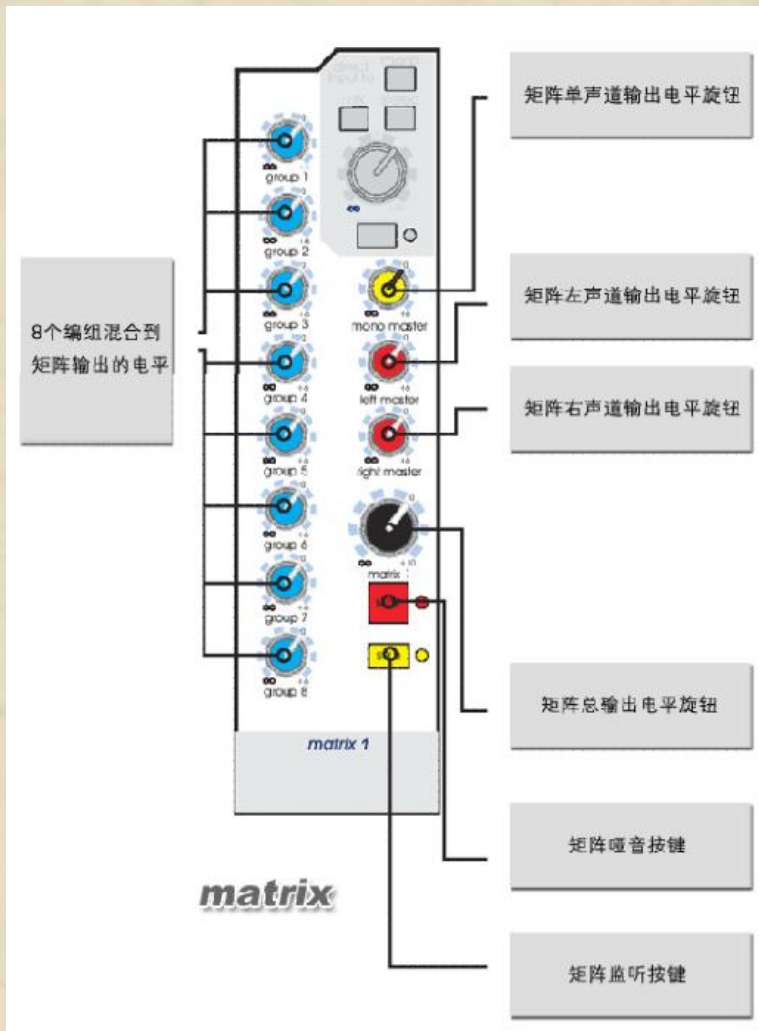 矩阵单声道输出电平旋钮
group 1
group 2
8个编组混合到
矩阵输出的电平
group 3
mono master
矩阵左声道输出电平旋钮
group 4
left master
矩阵右声道输出电平旋钮
group 5
right master
group 6
group 7
matrix
group 8
矩阵总输出电平旋钮
matrix 1
矩阵哑音按键
matrix
矩阵监听按键